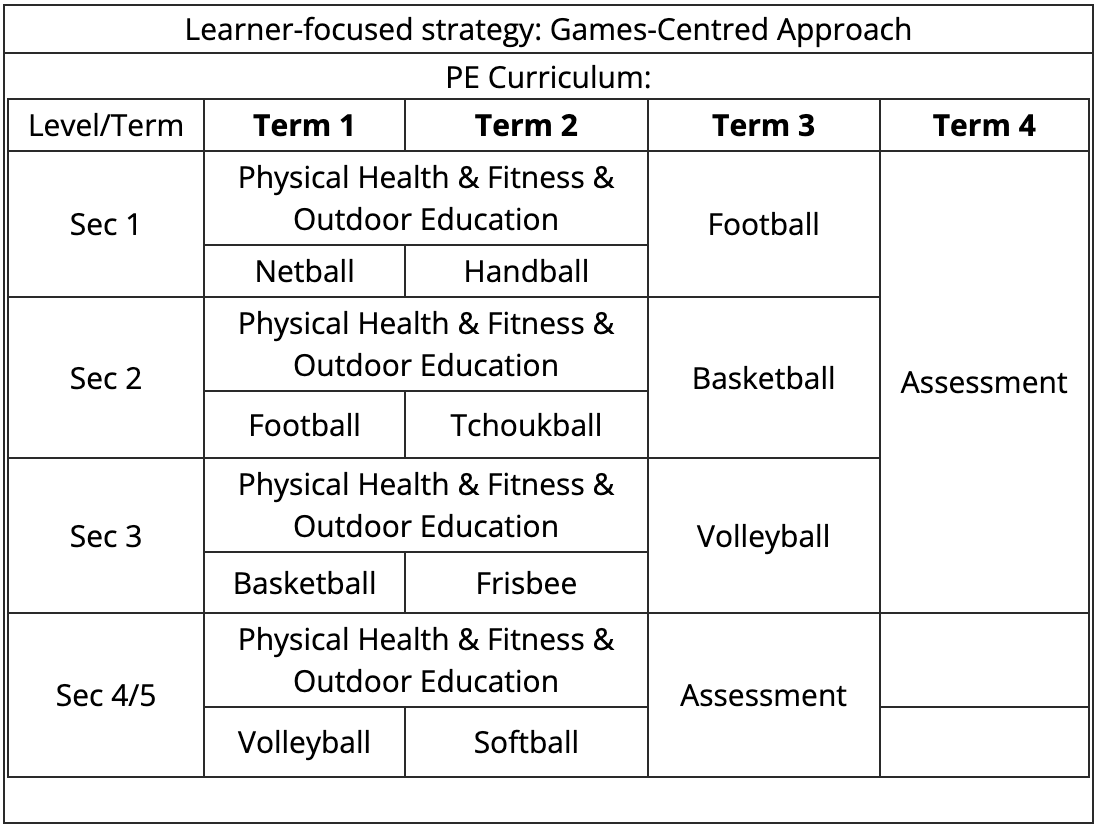 Learner-focused strategy: Games-Centred Approach
PE Curriculum:
Level/Term Term 1 Term 2 Term 3 Term 4
Sec 1
Physical Health & Fitness &
Outdoor Education
Netball Handball
Football
Assessment
Sec 2
Physical Health & Fitness &
Outdoor Education
Football Tchoukball
Basketball
Sec 3
Physical Health & Fitness &
Outdoor Education
Basketball Frisbee
Volleyball
Sec 4/5
Physical Health & Fitness &
Outdoor Education
Volleyball Softball
Assessment